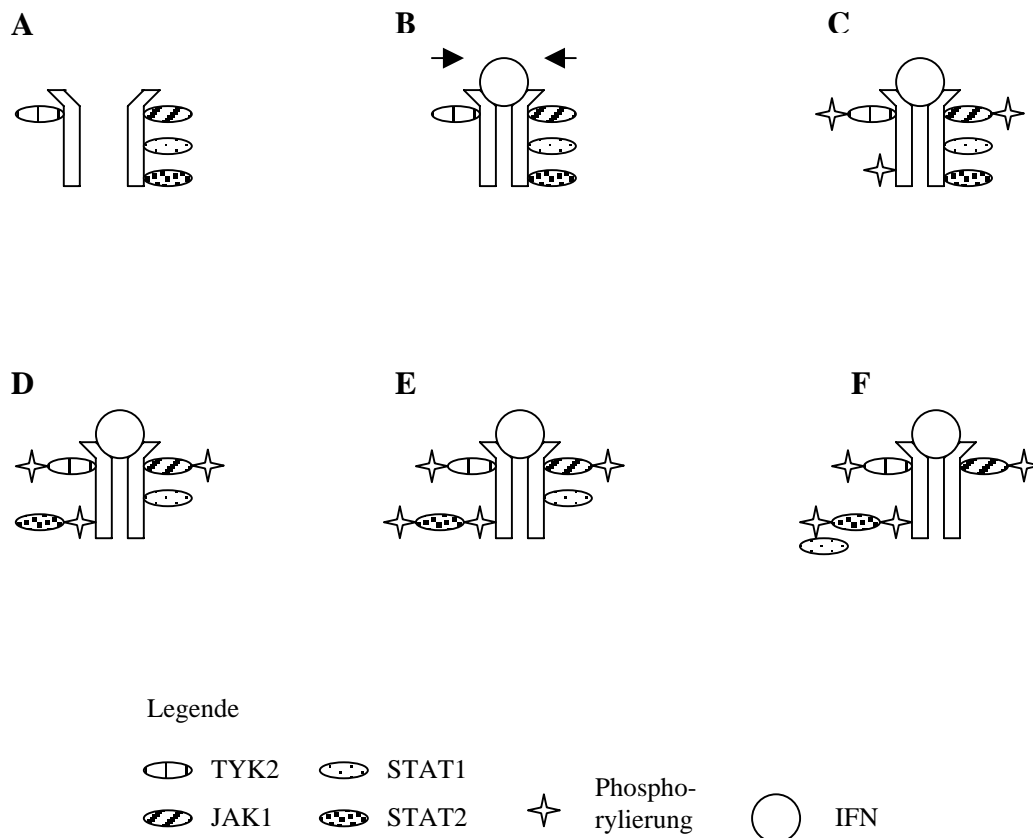 A
B
C
D
E
F
Legende
TYK2
STAT1
JAK1
STAT2
Phospho-
rylierung
IFN